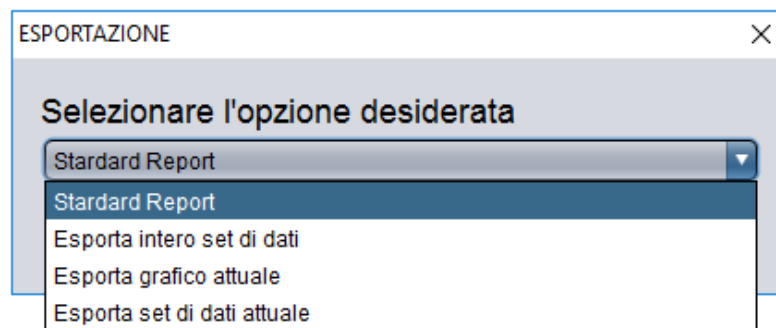 ESPORTAZIONE
Selezionare l'opzione desiderata
Stardard Report
Stardard Report
Esporta intero set di dati
Esporta grafico attuale
Esporta set di dati attuale